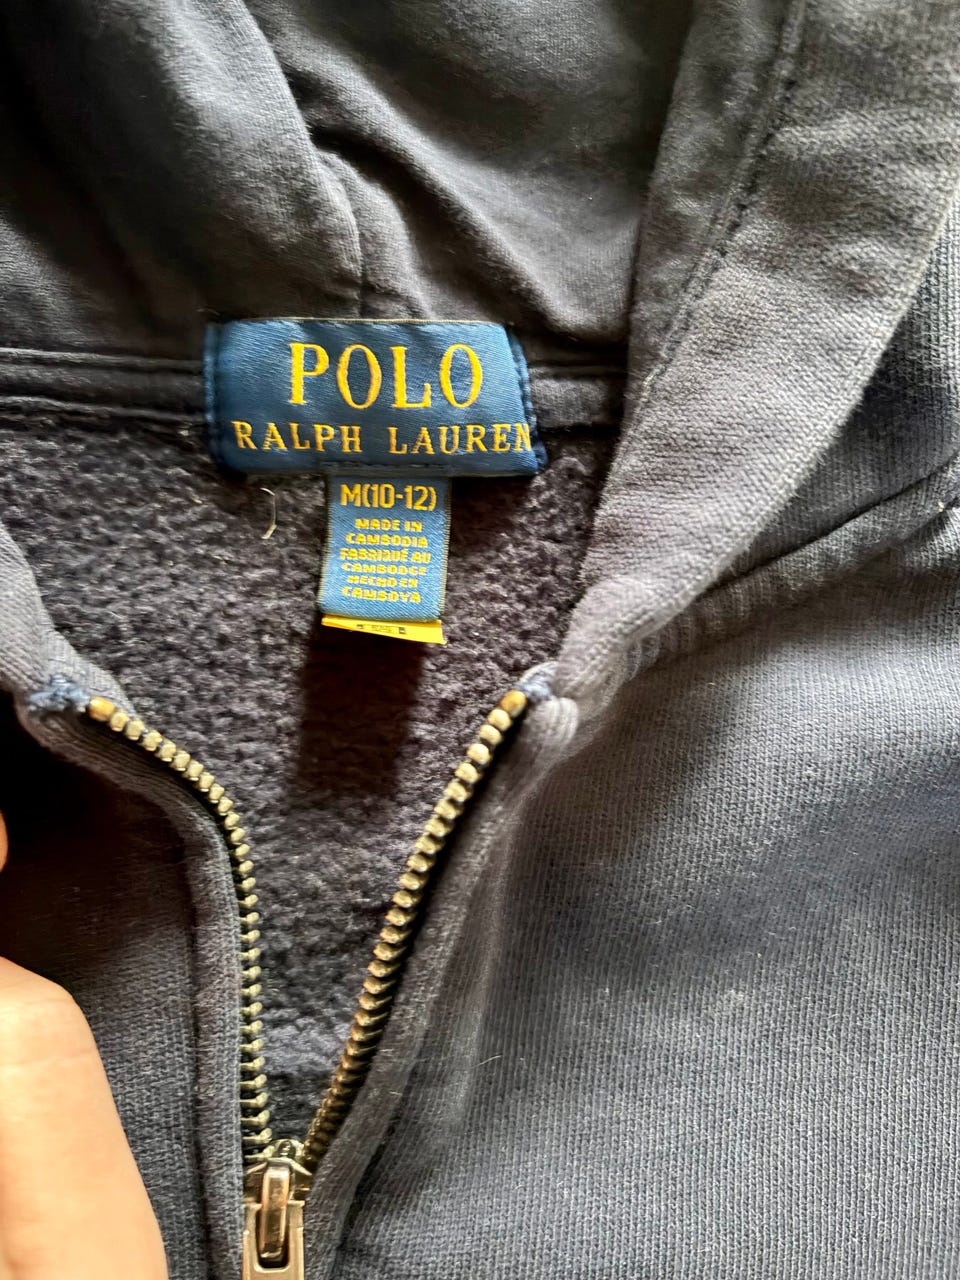 POLO
RALPH LAUREN
M(10-12)
MADE IN
CAMBODIA
FABRIQUÉ AU
CAMBODGE
HECHO EN
CAMBOYA